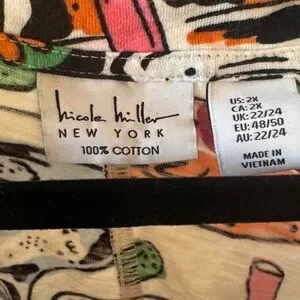 nicole miller
NEW YORK
100% COTTON
US: 2X
CA: 2X
UK: 22/24
EU: 48/50
AU: 22/24
MADE IN
VIETNAM